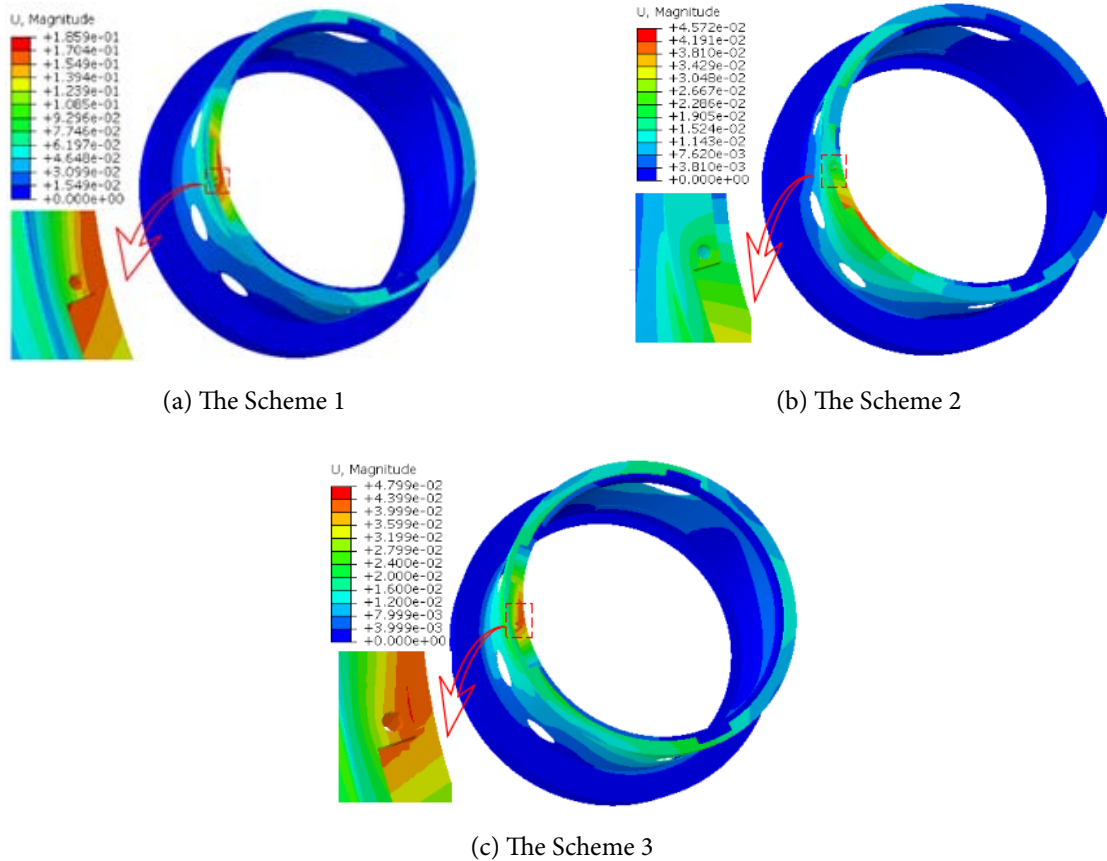 U, Magnitude
+1.859e-01
+1.704e-01
+1.549e-01
+1.394e-01
+1.239e-01
+1.085e-01
+9.296e-02
+7.746e-02
+6.197e-02
+4.648e-02
+3.099e-02
+1.549e-02
+0.000e+00
(a) The Scheme 1
U, Magnitude
+4.572e-02
+4.191e-02
+3.810e-02
+3.429e-02
+3.048e-02
+2.667e-02
+2.286e-02
+1.905e-02
+1.524e-02
+1.143e-02
+7.620e-03
+3.810e-03
+0.000e+00
(b) The Scheme 2
U, Magnitude
+4.799e-02
+4.399e-02
+3.999e-02
+3.599e-02
+3.199e-02
+2.799e-02
+2.400e-02
+2.000e-02
+1.600e-02
+1.200e-02
+7.999e-03
+3.999e-03
+0.000e+00
(c) The Scheme 3